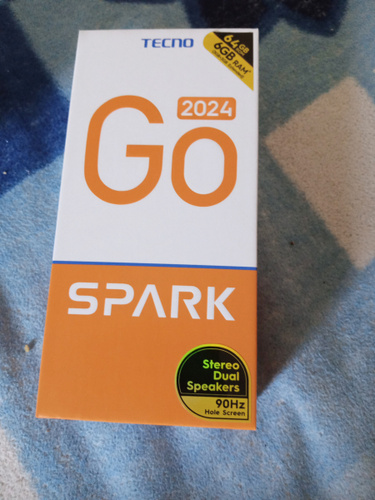 TECNO
64GB
6GB RAM*
Go
2024
SPARK
Stereo
Dual
Speakers
90Hz
Hole Screen